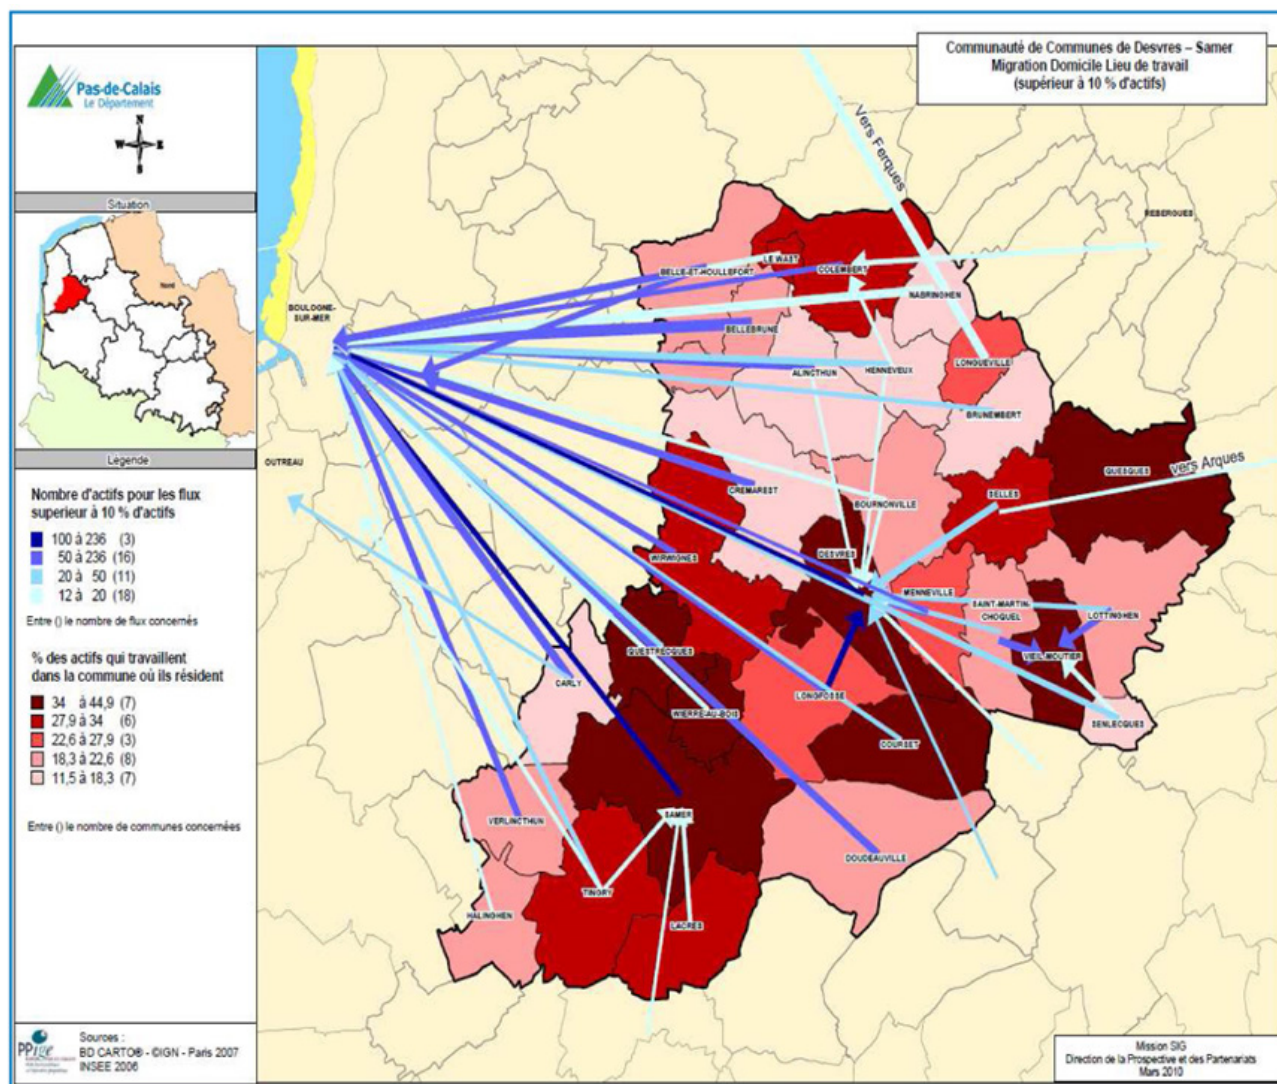 Communauté de Communes de Desvres – Samer
Migration Domicile Lieu de travail
(supérieur à 10 % d'actifs)
Pas-de-Calais
Le Département
N
W E
S
Situation
Nord
Légende
Nombre d'actifs pour les flux
superieur à 10 % d'actifs
100 à 236 (3)
50 à 236 (16)
20 à 50 (11)
12 à 20 (18)
Entre () le nombre de flux concernés
% des actifs qui travaillent
dans la commune où ils résident
34 à 44,9 (7)
27,9 à 34 (6)
22,6 à 27,9 (3)
18,3 à 22,6 (8)
11,5 à 18,3 (7)
Entre () le nombre de communes concernées
PPige
Sources :
BD CARTO® - ©IGN - Paris 2007
INSEE 2006
Vers Ferques
REBERGUES
LE WAST
BELLE-ET-HOULLEFORT
COLEMBERT
NABRINGHEN
BOULOGNE-
SUR-MER
BELLEBRUNE
LONGUEVILLE
ALINCTHUN
HENNEVEUX
BRUNEMBERT
OUTREAU
vers Arques
QUESQUES
CREMAREST
SELLES
BOURNONVILLE
DESVRES
WIRWIGNES
MENNEVILLE
SAINT-MARTIN-
CHOQUEL
LOTTINGHEN
QUESTRECQUES
VIEIL-MOUTIER
CARLY
LONGFOSSE
WIERRE-AU-BOIS
SENLECQUES
COURSET
SAMER
VERLINCTHUN
DOUDEAUVILLE
TINGRY
HALINGHEN
LACRES
Mission SIG
Direction de la Prospective et des Partenariats
Mars 2010